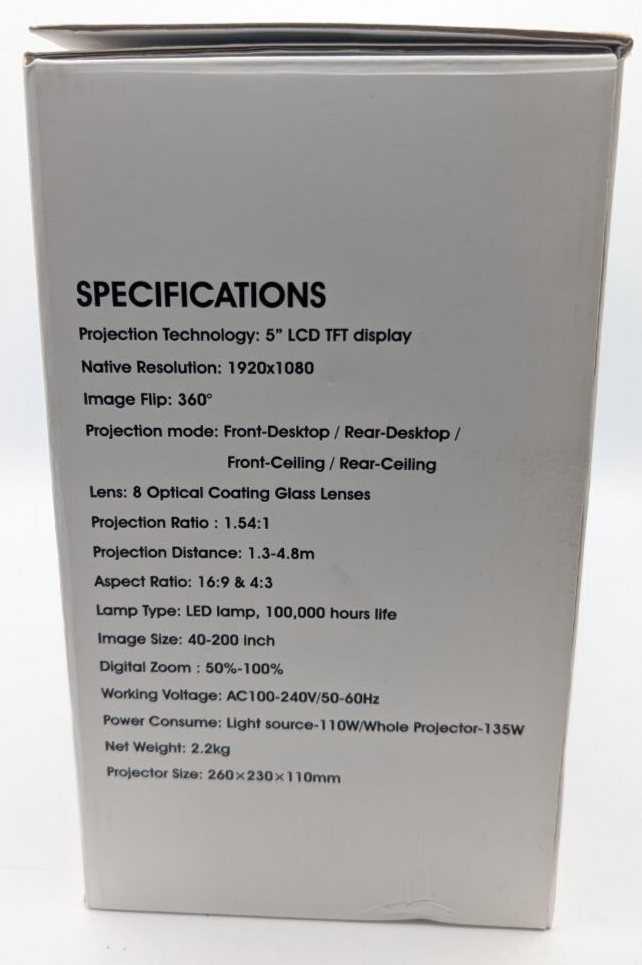 SPECIFICATIONS
Projection Technology: 5” LCD TFT display
Native Resolution: 1920x1080
Image Flip: 360°
Projection mode: Front-Desktop / Rear-Desktop /
Front-Ceiling / Rear-Ceiling
Lens: 8 Optical Coating Glass Lenses
Projection Ratio : 1.54:1
Projection Distance: 1.3-4.8m
Aspect Ratio: 16:9 & 4:3
Lamp Type: LED lamp, 100,000 hours life
Image Size: 40-200 inch
Digital Zoom : 50%-100%
Working Voltage: AC100-240V/50-60Hz
Power Consume: Light source-110W/Whole Projector-135W
Net Weight: 2.2kg
Projector Size: 260×230×110mm